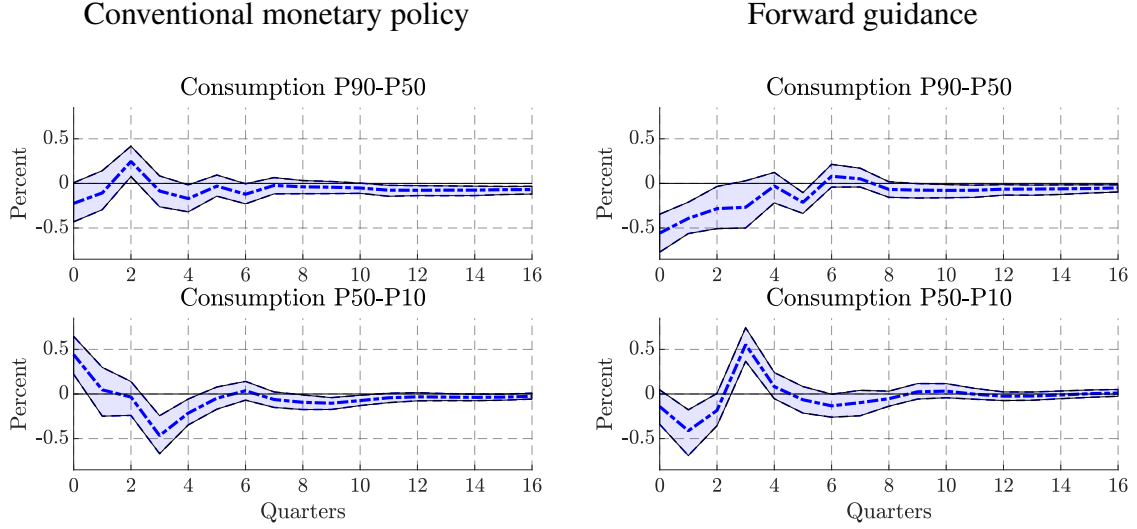 Conventional monetary policy
Forward guidance
Consumption P90-P50
Consumption P90-P50
Percent
0.5
0
-0.5
0 2 4 6 8 10 12 14 16
Percent
0.5
0
-0.5
0 2 4 6 8 10 12 14 16
Consumption P50-P10
Consumption P50-P10
Percent
0.5
0
-0.5
0 2 4 6 8 10 12 14 16
Quarters
Percent
0.5
0
-0.5
0 2 4 6 8 10 12 14 16
Quarters